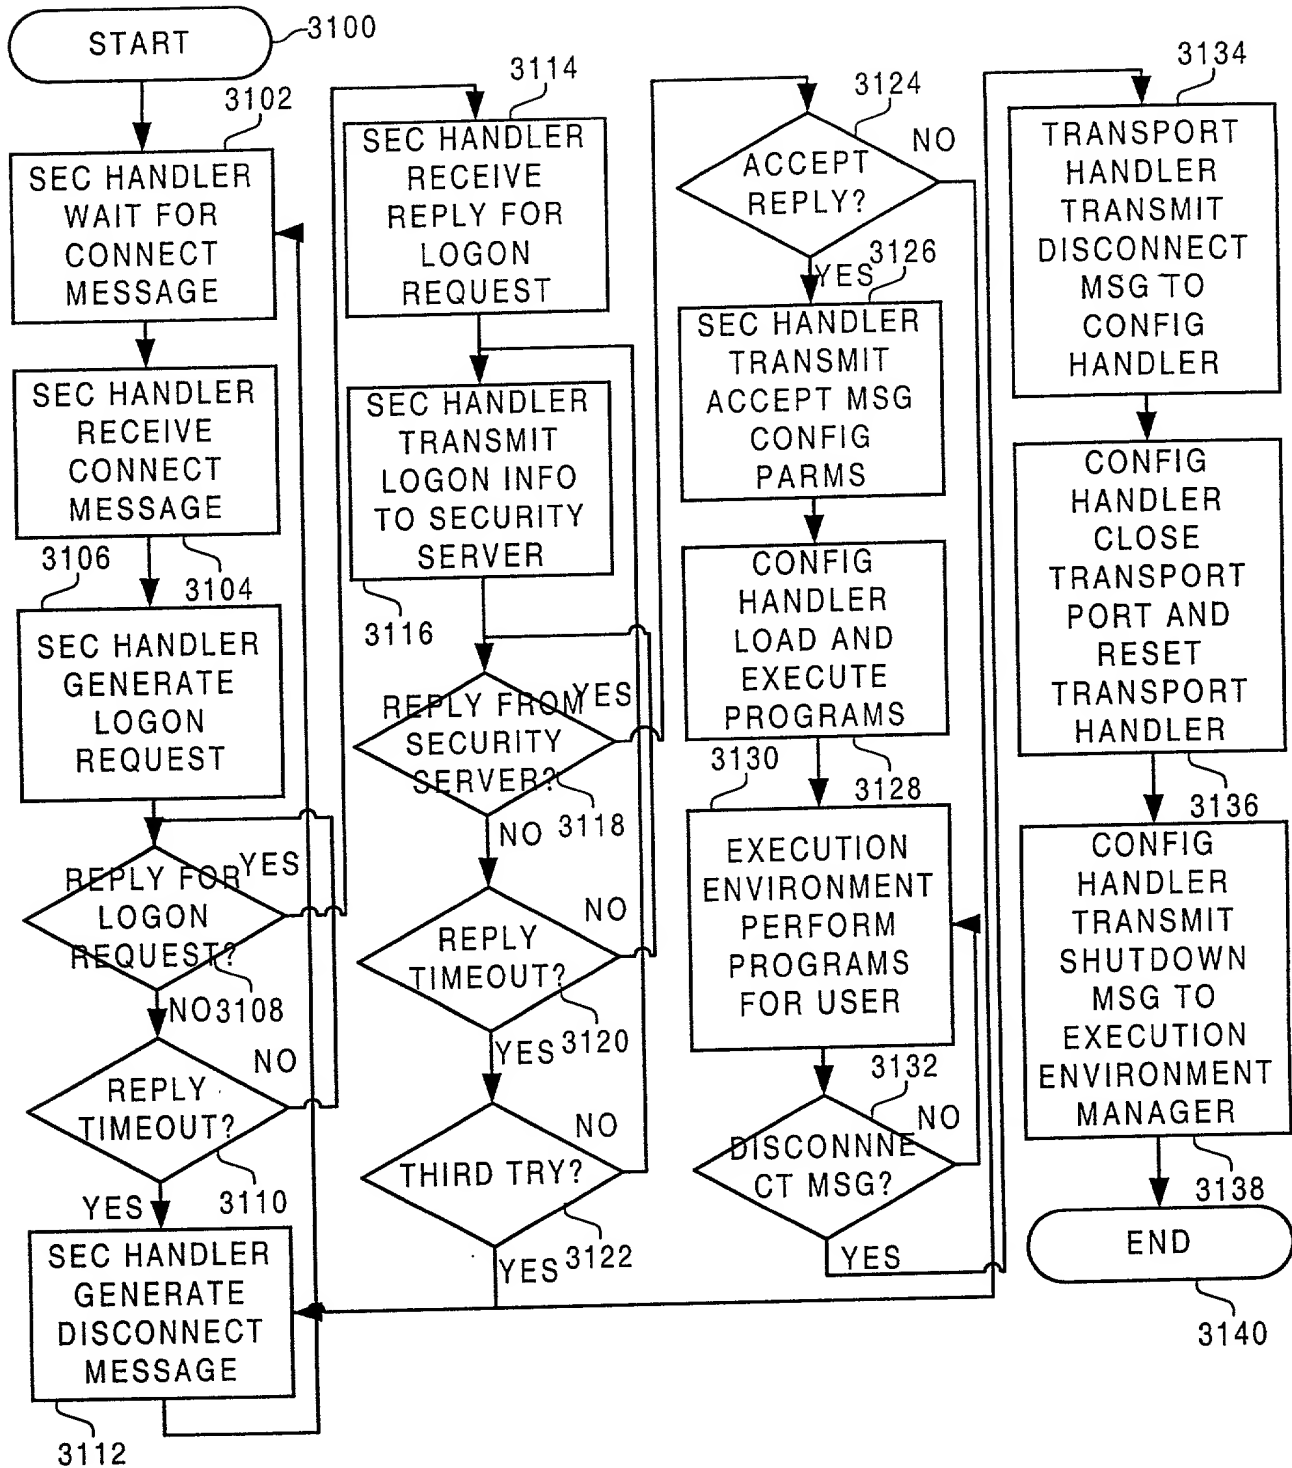 START
3100
3102
SEC HANDLER
WAIT FOR
CONNECT
MESSAGE
SEC HANDLER
RECEIVE
CONNECT
MESSAGE
3104
3106
SEC HANDLER
GENERATE
LOGON
REQUEST
REPLY FOR
LOGON
REQUEST?
YES
NO
3108
REPLY
TIMEOUT?
NO
YES
3110
SEC HANDLER
GENERATE
DISCONNECT
MESSAGE
3112
3114
SEC HANDLER
RECEIVE
REPLY FOR
LOGON
REQUEST
SEC HANDLER
TRANSMIT
LOGON INFO
TO SECURITY
SERVER
3116
REPLY FROM
SECURITY
SERVER?
YES
NO
3118
REPLY
TIMEOUT?
NO
YES
3120
THIRD TRY?
NO
YES
3122
3124
ACCEPT
REPLY?
NO
YES
3126
SEC HANDLER
TRANSMIT
ACCEPT MSG
CONFIG
PARMS
CONFIG
HANDLER
LOAD AND
EXECUTE
PROGRAMS
3128
3130
EXECUTION
ENVIRONMENT
PERFORM
PROGRAMS
FOR USER
3132
DISCONNNE
CT MSG?
NO
YES
3134
TRANSPORT
HANDLER
TRANSMIT
DISCONNECT
MSG TO
CONFIG
HANDLER
CONFIG
HANDLER
CLOSE
TRANSPORT
PORT AND
RESET
TRANSPORT
HANDLER
3136
CONFIG
HANDLER
TRANSMIT
SHUTDOWN
MSG TO
EXECUTION
ENVIRONMENT
MANAGER
3138
END
3140